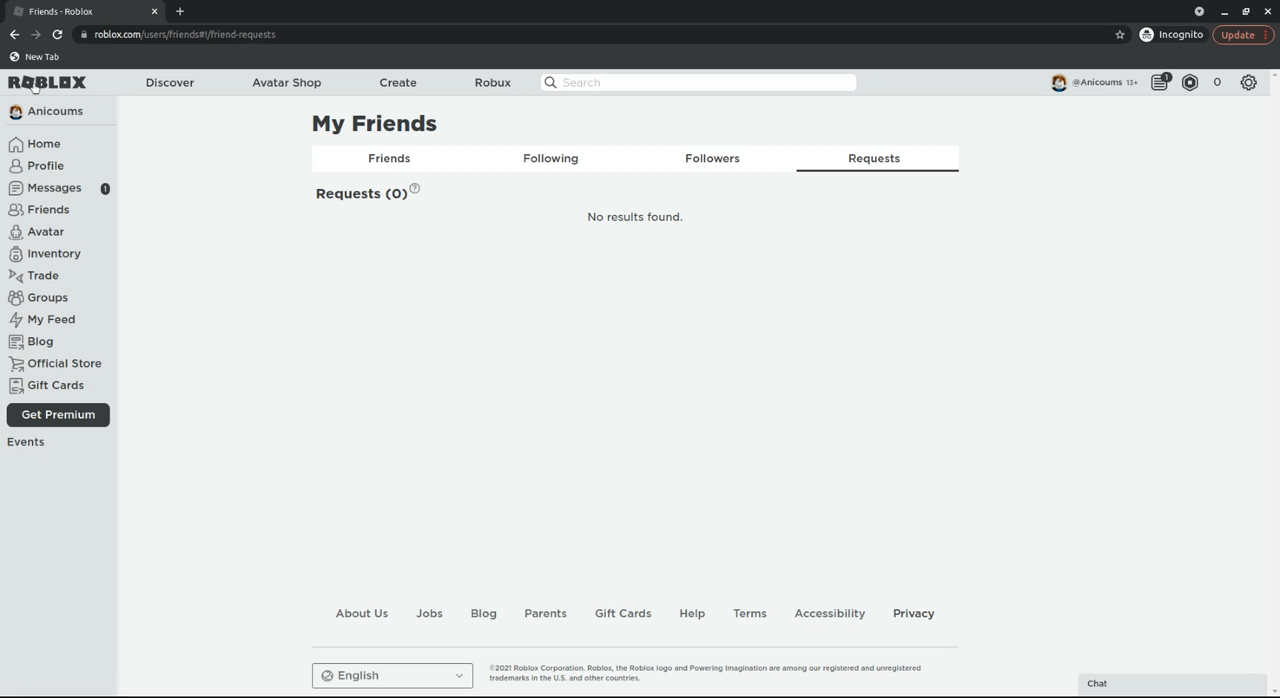 Friends - Roblox
roblox.com/users/friends#!/friend-requests
Incognito
Update
New Tab
ROBLOX
Discover
Avatar Shop
Create
Robux
Search
@Anicoums 13+
1
0
Anicoums
Home
Profile
Messages 1
Friends
Avatar
Inventory
Trade
Groups
My Feed
Blog
Official Store
Gift Cards
Get Premium
Events
My Friends
Friends
Following
Followers
Requests
Requests (0)
No results found.
About Us
Jobs
Blog
Parents
Gift Cards
Help
Terms
Accessibility
Privacy
English
©2021 Roblox Corporation. Roblox, the Roblox logo and Powering Imagination are among our registered and unregistered
trademarks in the U.S. and other countries.
Chat